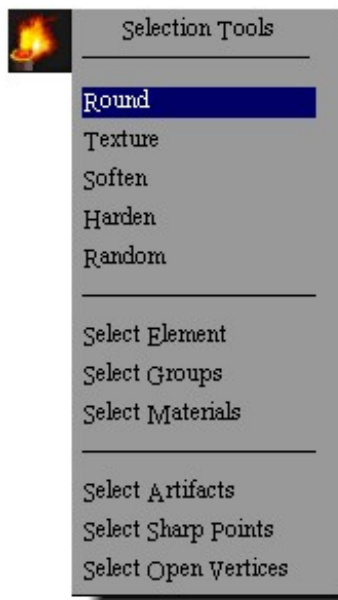 Selection Tools
Round
Texture
Soften
Harden
Random
Select Element
Select Groups
Select Materials
Select Artifacts
Select Sharp Points
Select Open Vertices